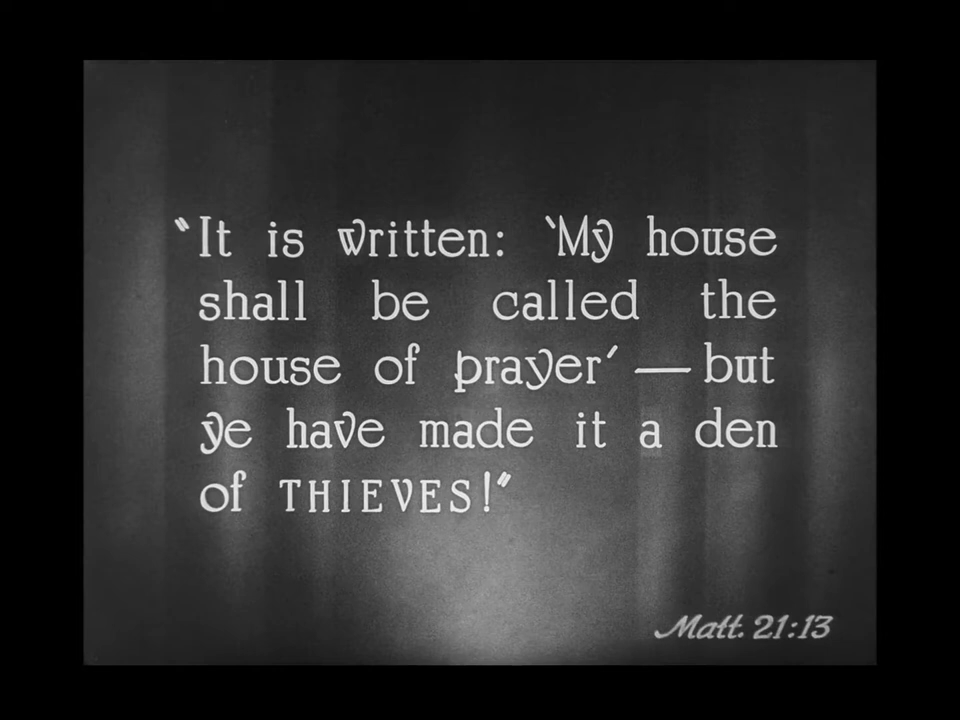 “It is written: ‘My house
shall be called the
house of prayer’ — but
ye have made it a den
of THIEVES!”
Matt. 21:13